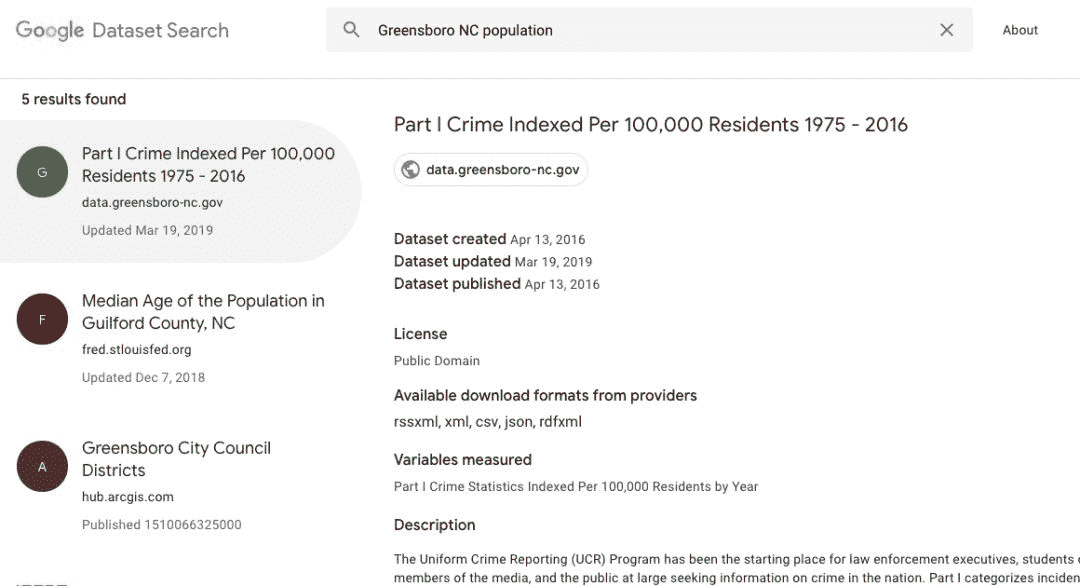 Google Dataset Search
Greensboro NC population
About
5 results found
G
Part I Crime Indexed Per 100,000
Residents 1975 - 2016
data.greensboro-nc.gov
Updated Mar 19, 2019
F
Median Age of the Population in
Guilford County, NC
fred.stlouisfed.org
Updated Dec 7, 2018
A
Greensboro City Council
Districts
hub.arcgis.com
Published 1510066325000
Part I Crime Indexed Per 100,000 Residents 1975 - 2016
data.greensboro-nc.gov
Dataset created Apr 13, 2016
Dataset updated Mar 19, 2019
Dataset published Apr 13, 2016
License
Public Domain
Available download formats from providers
rssxml, xml, csv, json, rdfxml
Variables measured
Part I Crime Statistics Indexed Per 100,000 Residents by Year
Description
The Uniform Crime Reporting (UCR) Program has been the starting place for law enforcement executives, students
members of the media, and the public at large seeking information on crime in the nation. Part I categorizes